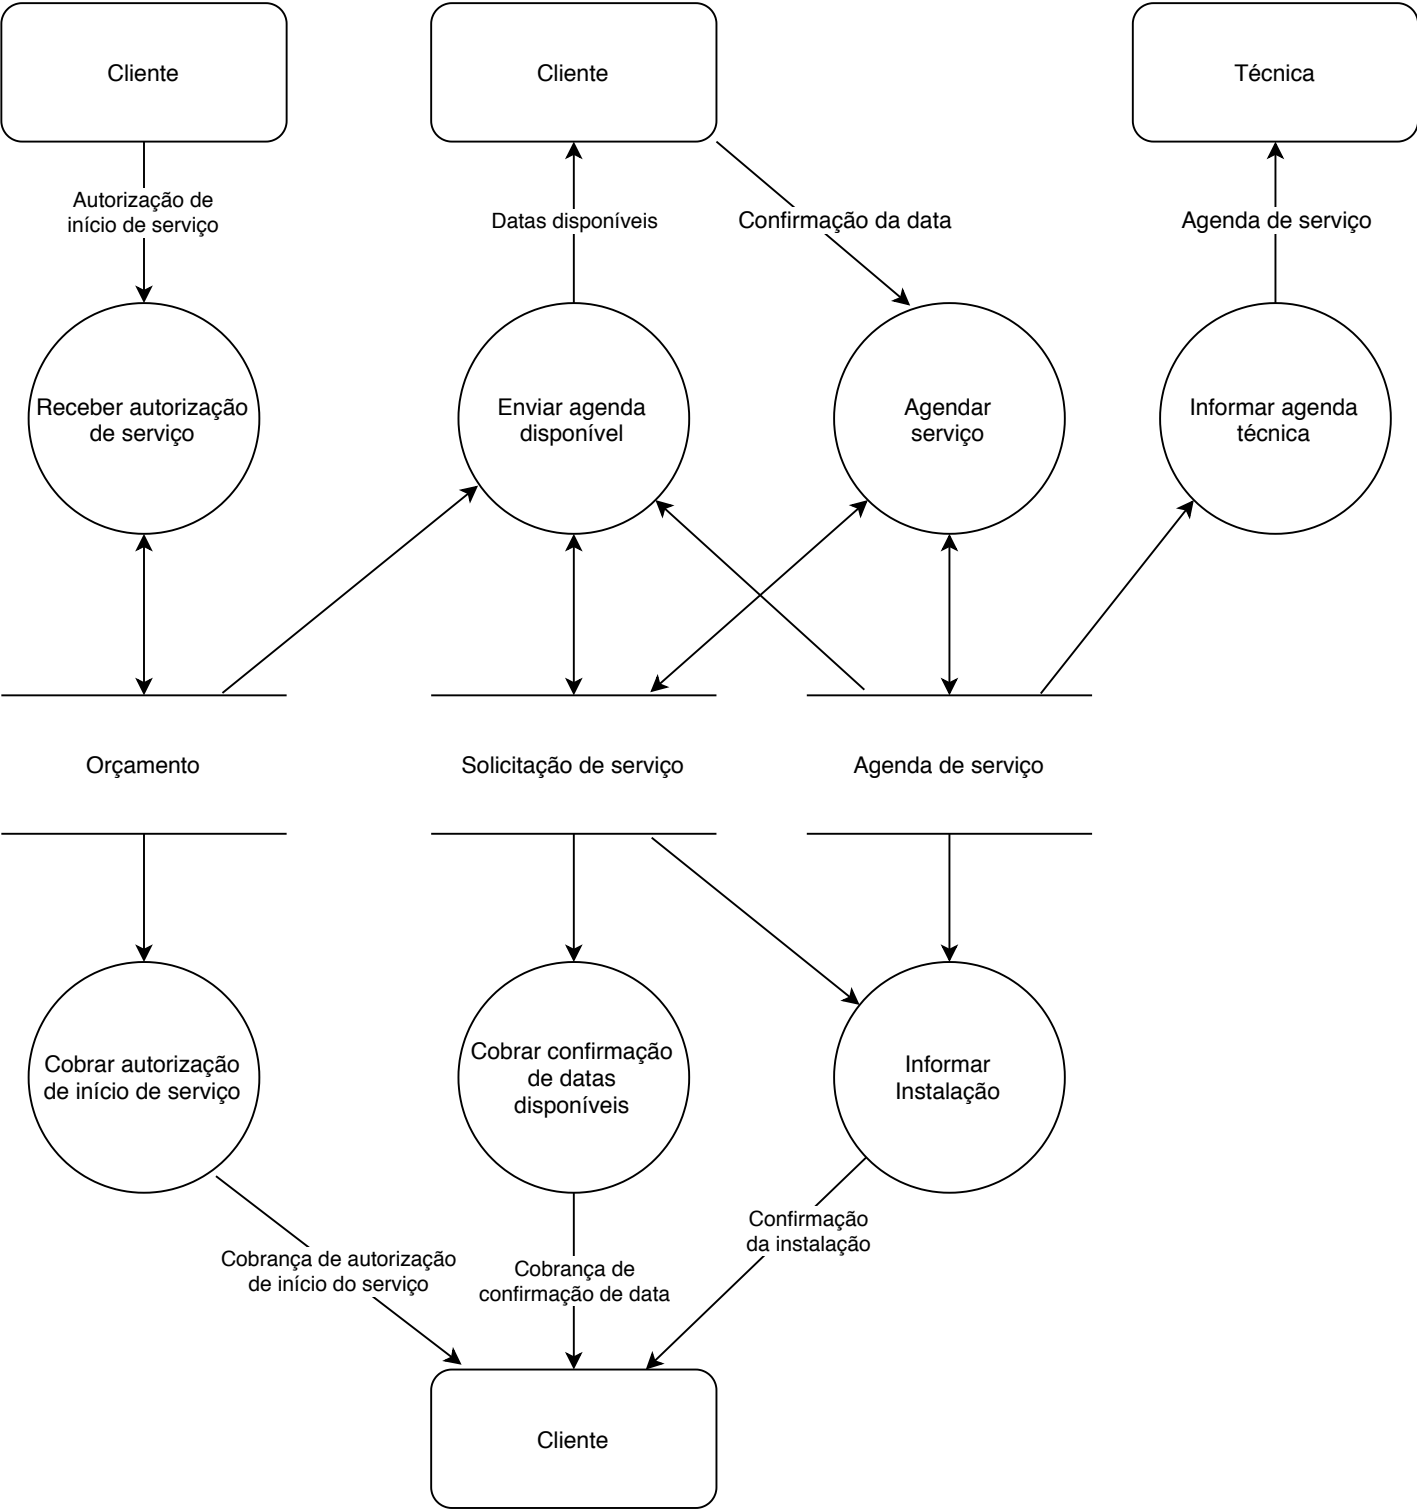 Cliente
Cliente
Técnica
Autorização de
início de serviço
Datas disponíveis
Confirmação da data
Agenda de serviço
Receber autorização
de serviço
Enviar agenda
disponível
Agendar
serviço
Informar agenda
técnica
Orçamento
Solicitação de serviço
Agenda de serviço
Cobrar autorização
de início de serviço
Cobrar confirmação
de datas
disponíveis
Informar
Instalação
Cobrança de autorização
de início do serviço
Cobrança de
confirmação de data
Confirmação
da instalação
Cliente